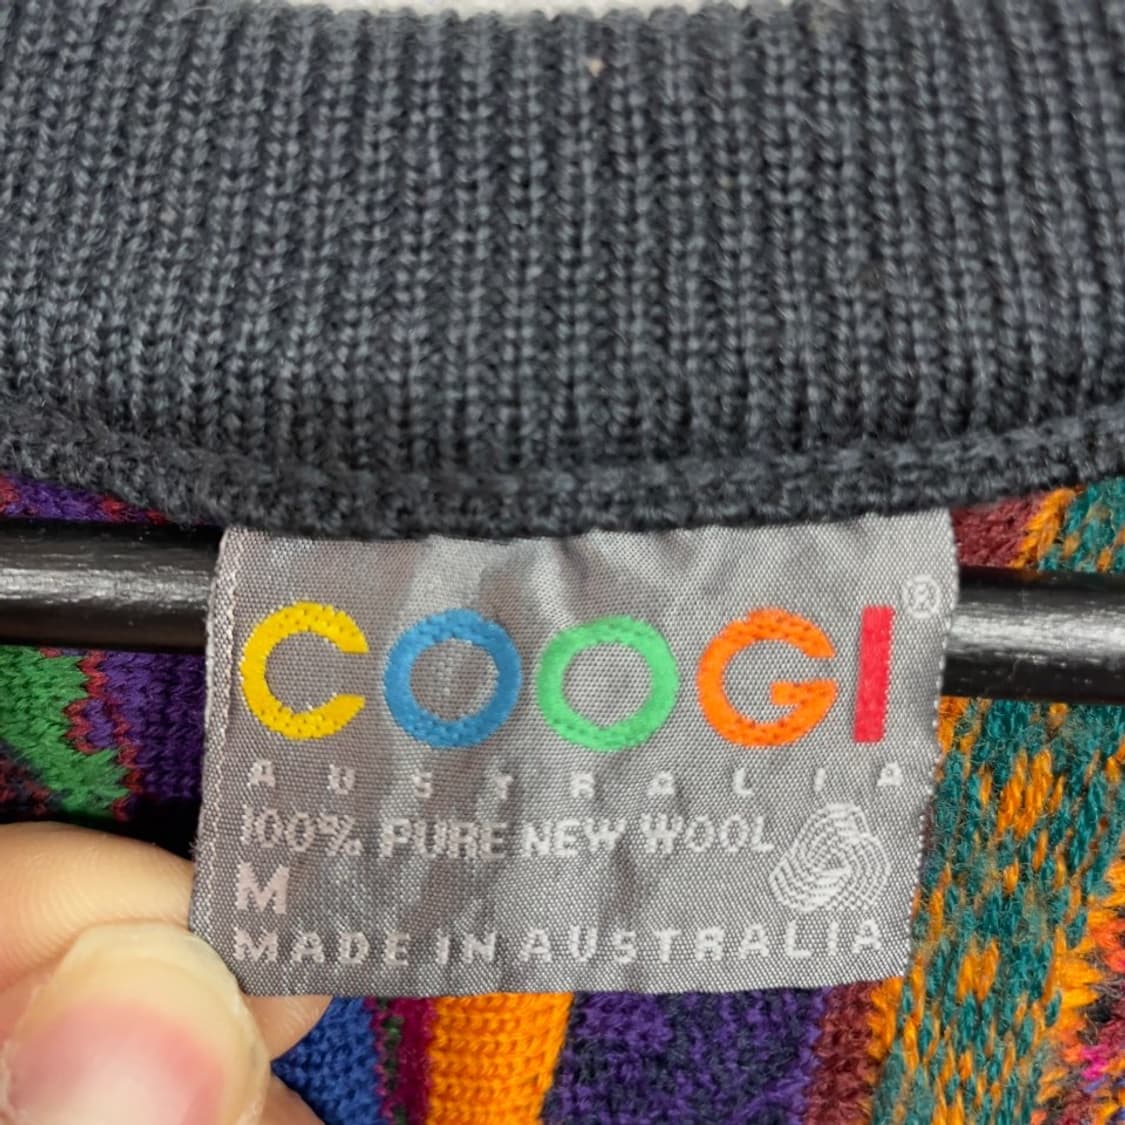 COOGI®
AUSTRALIA
100% PURE NEW WOOL
M
MADE IN AUSTRALIA